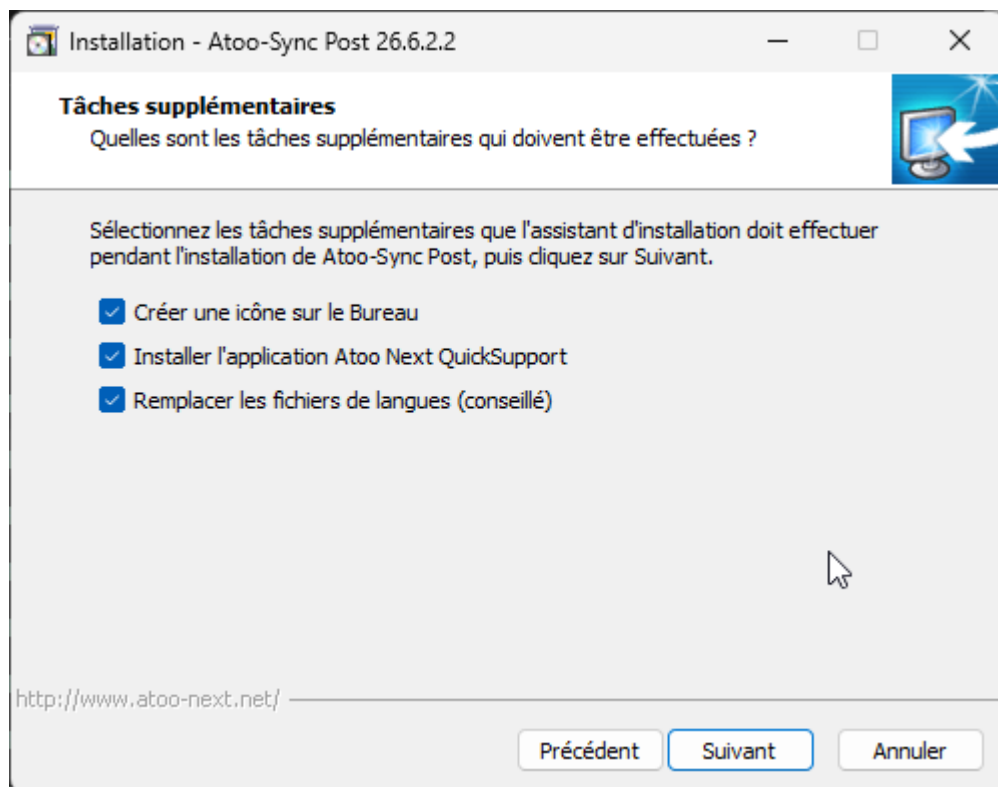 Installation - Atoo-Sync Post 26.6.2.2
Tâches supplémentaires
Quelles sont les tâches supplémentaires qui doivent être effectuées ?
Sélectionnez les tâches supplémentaires que l'assistant d'installation doit effectuer
pendant l'installation de Atoo-Sync Post, puis cliquez sur Suivant.
Créer une icône sur le Bureau
Installer l'application Atoo Next QuickSupport
Remplacer les fichiers de langues (conseillé)
http://www.atoo-next.net/
Précédent Suivant Annuler